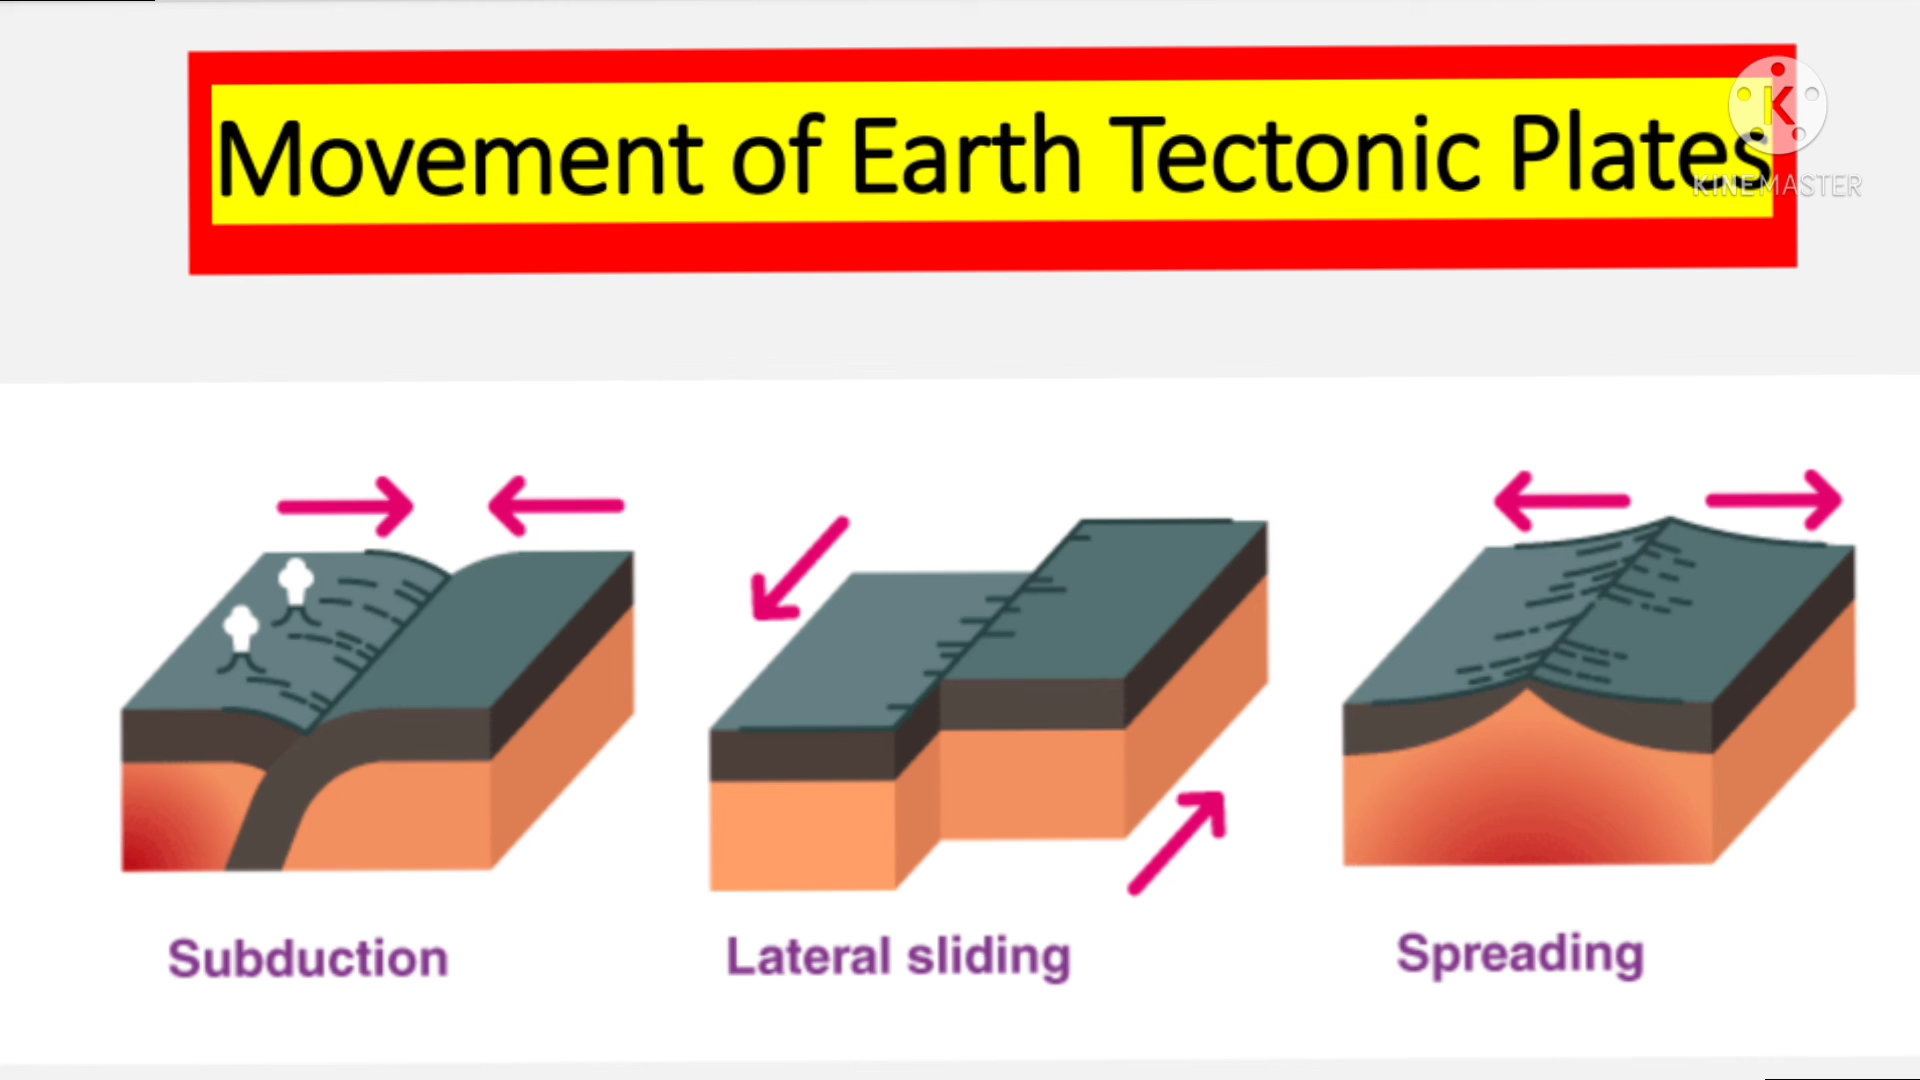 Movement of Earth Tectonic Plates
K
KINEMASTER
Subduction
Lateral sliding
Spreading